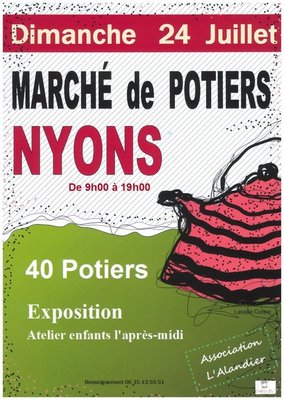 Dimanche 24 Juillet
MARCHÉ de POTIERS
NYONS
De 9h00 à 19h00
40 Potiers
Exposition
Atelier enfants l'après-midi
Association
L'Alandier
Renseignement 06 15 13 55 51